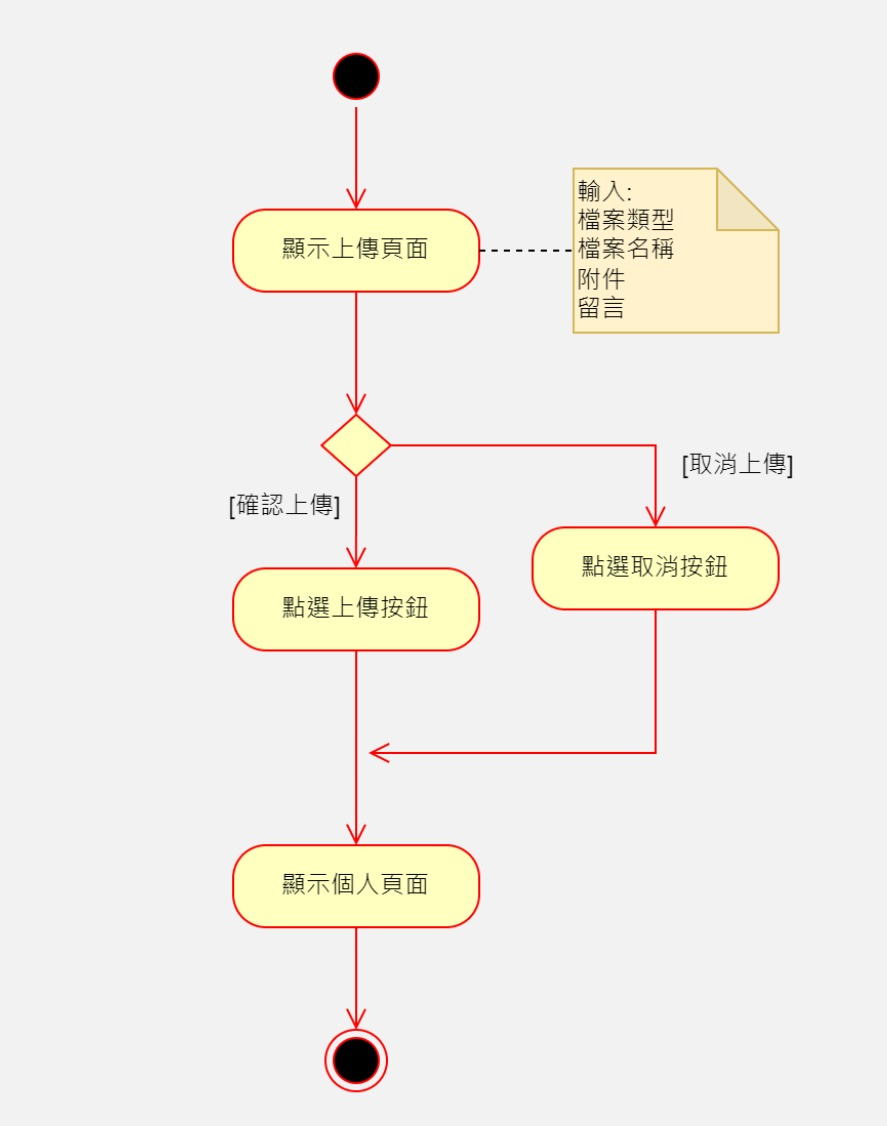 輸入:
檔案類型
顯示上傳頁面
檔案名稱
附件
留言
[取消上傳]
[確認上傳]
點選取消按鈕
點選上傳按鈕
顯示個人頁面